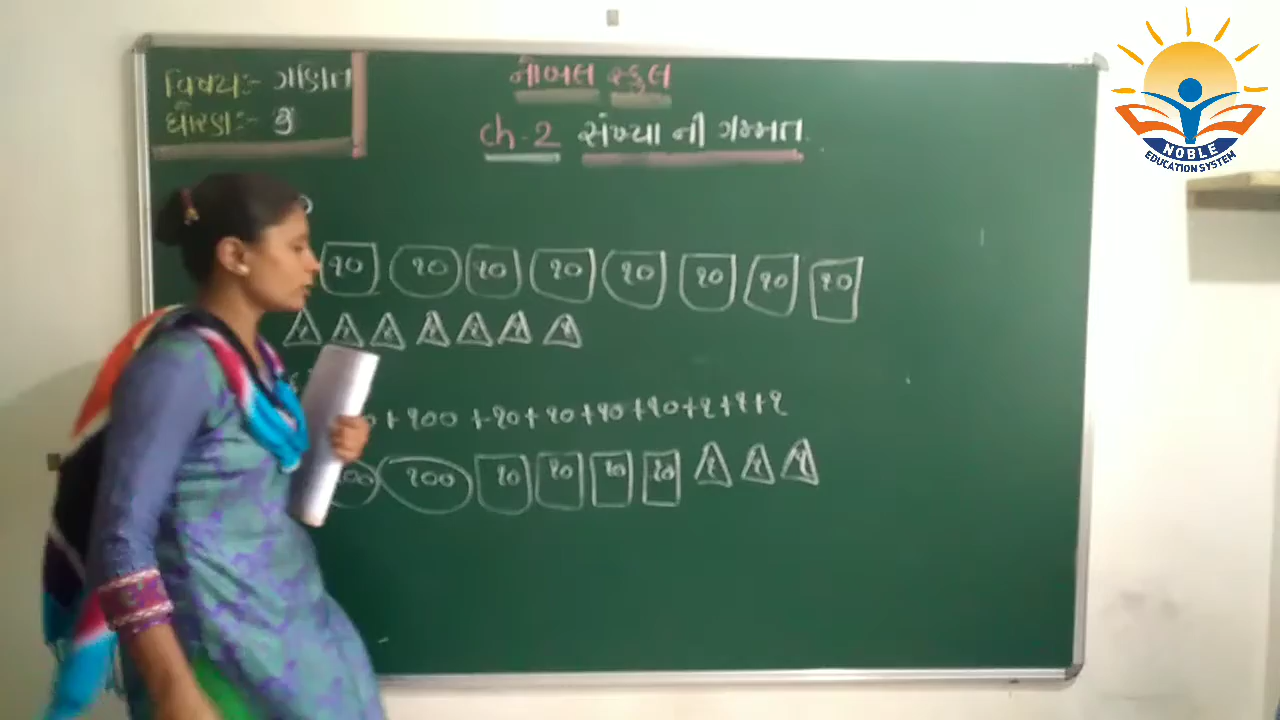 વિષય:- ગણિત
ધોરણ:- ૩
નોબલ સ્કુલ
ch-2 સંખ્યા ની ગમ્મત.
૧૦ ૧૦ ૧૦ ૧૦ ૧૦ ૧૦ ૧૦ ૧૦
૧ ૧ ૧ ૧ ૧ ૧ ૧
+ ૧૦૦ + ૧૦ + ૧૦ + ૧૦ + ૧૦ + ૧ + ૧ + ૧
૧૦૦ ૧૦ ૧૦ ૧૦ ૧૦ ૧ ૧ ૧
NOBLE
EDUCATION SYSTEM